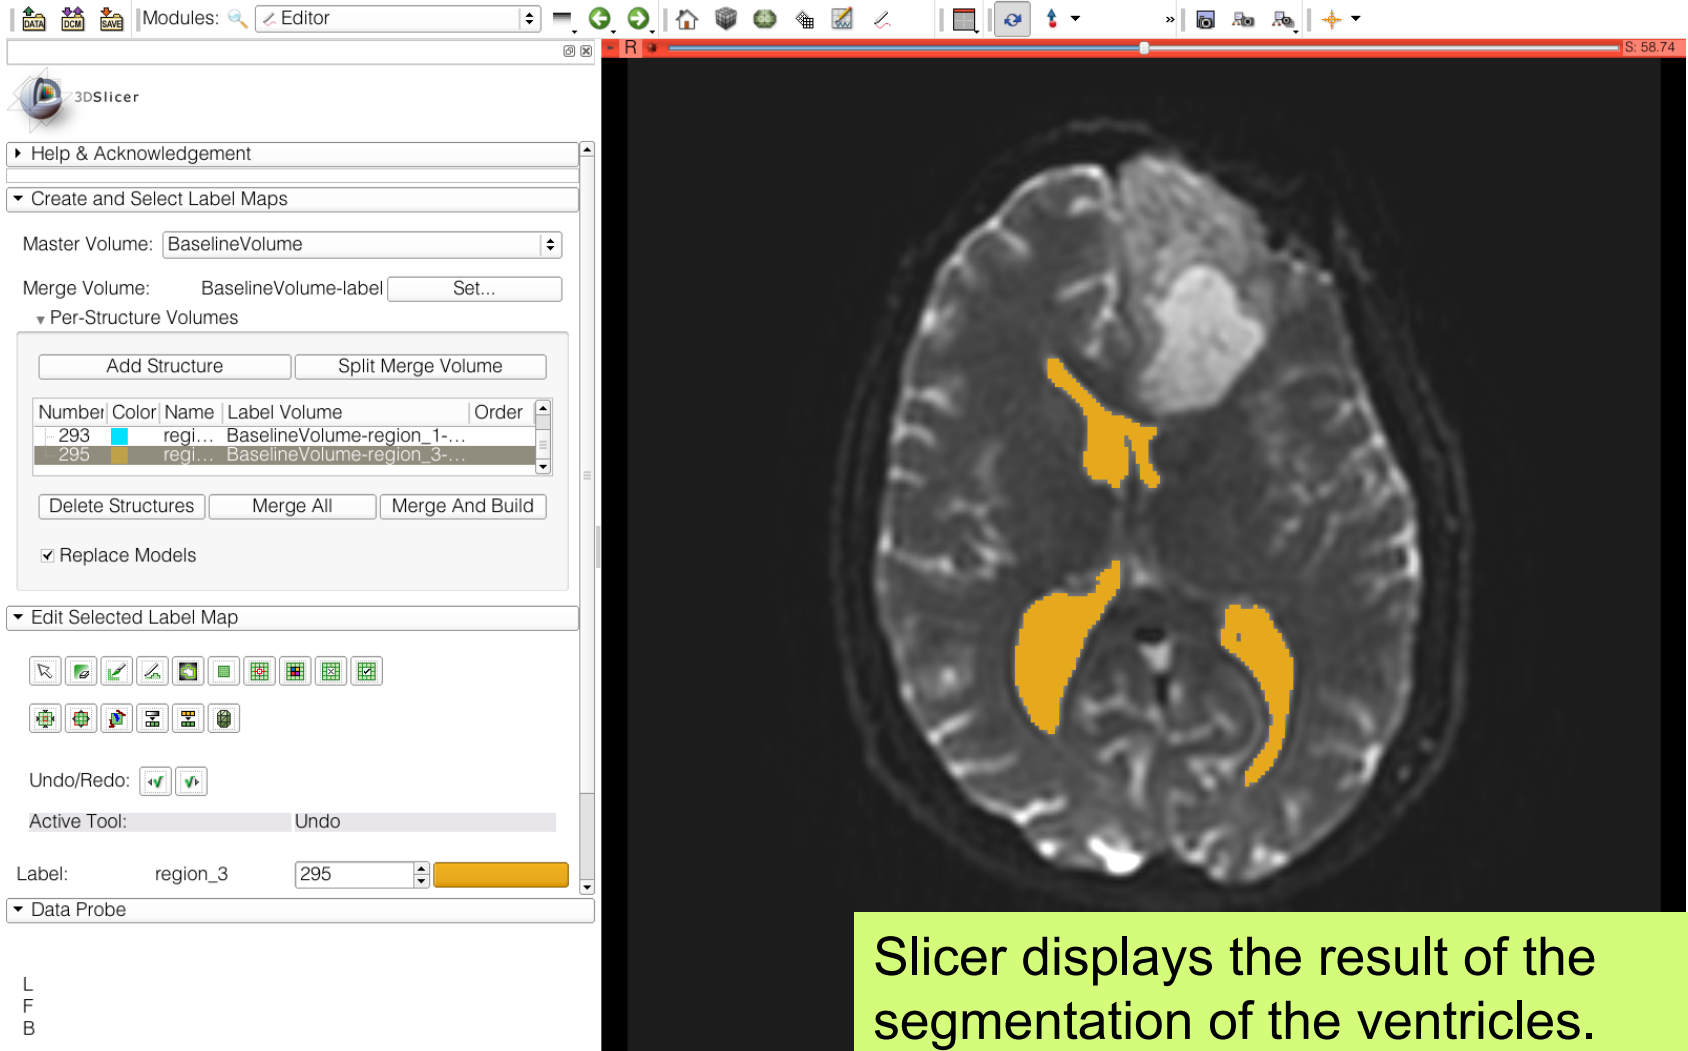 DATA DCM SAVE Modules: Editor
R S: 58.74
3DSlicer
Help & Acknowledgement
Create and Select Label Maps
Master Volume: BaselineVolume
Merge Volume: BaselineVolume-label Set...
Per-Structure Volumes
Add Structure Split Merge Volume
Number Color Name Label Volume Order
293 regi... BaselineVolume-region_1-...
295 regi... BaselineVolume-region_3-...
Delete Structures Merge All Merge And Build
Replace Models
Edit Selected Label Map
Undo/Redo:
Active Tool: Undo
Label: region_3 295
Data Probe
L
F
B
Slicer displays the result of the
segmentation of the ventricles.